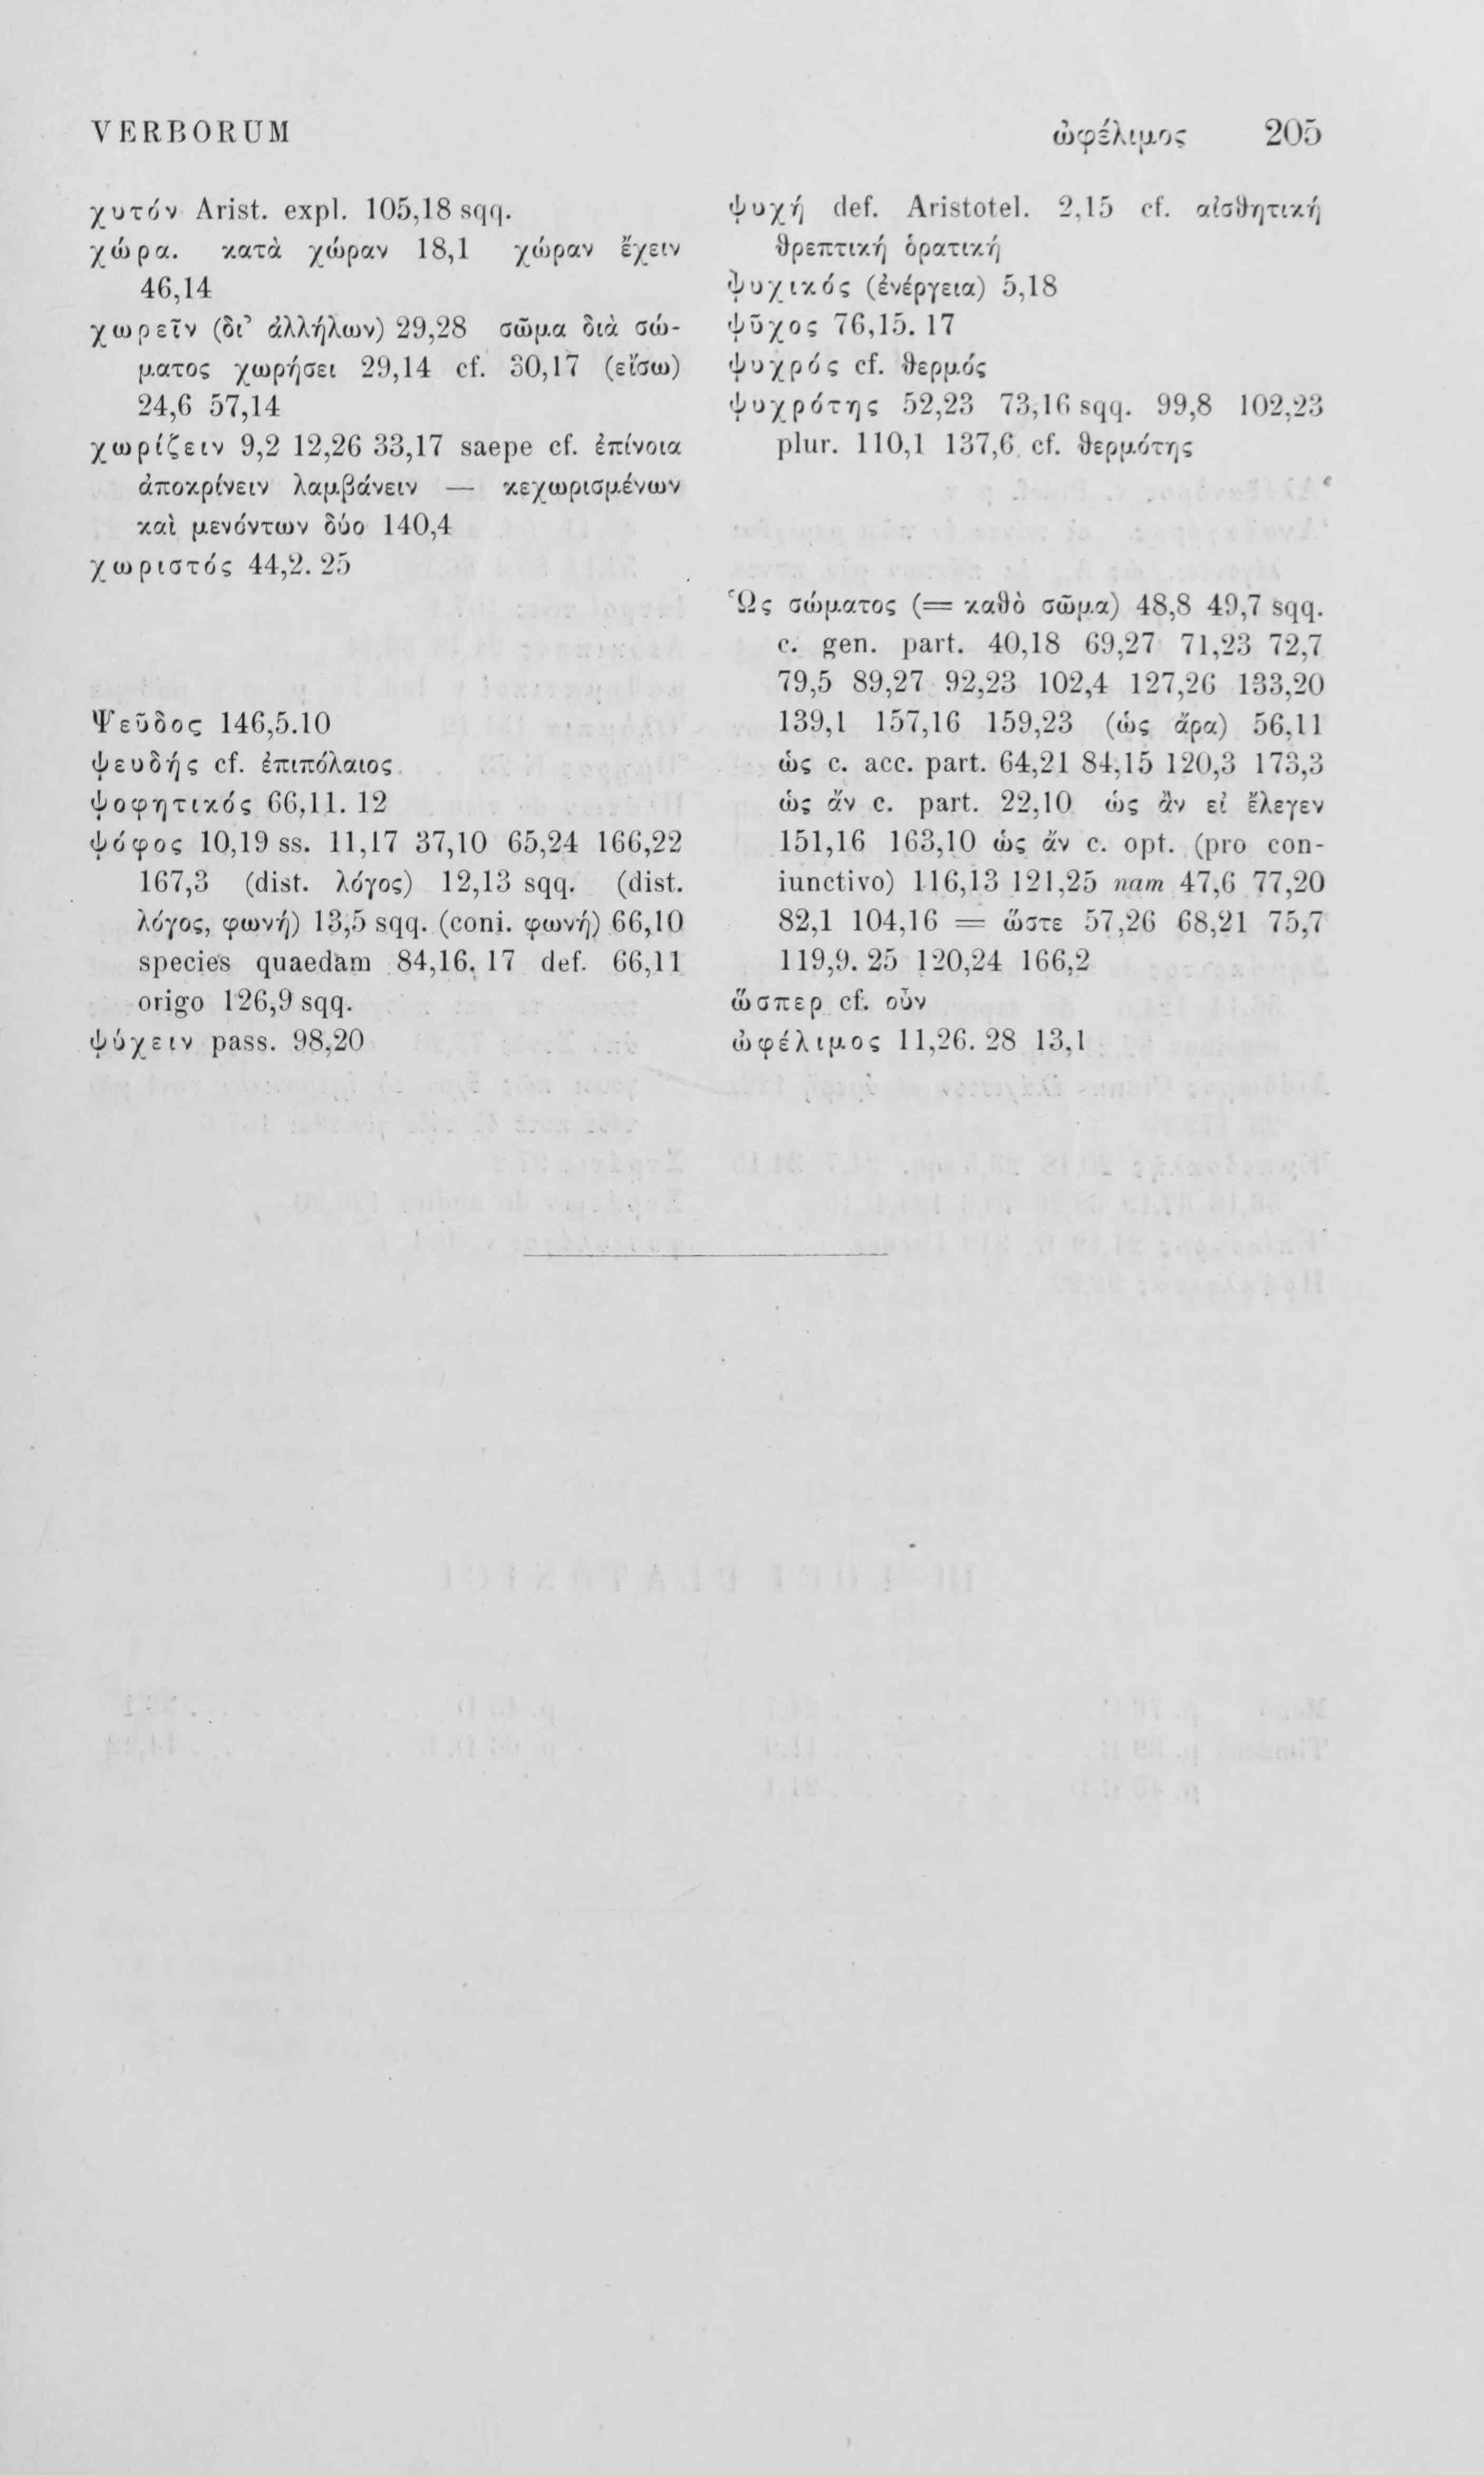 VERBORUM ὠφέλιμος 205
χυτόν Arist. expl. 105,18 sqq.
χώρα. κατὰ χώραν 18,1 χώραν ἔχειν
46,14
χωρεῖν (δι’ ἀλλήλων) 29,28 σῶμα διὰ σώ-
ματος χωρήσει 29,14 cf. 30,17 (εἴσω)
24,6 57,14
χωρίζειν 9,2 12,26 33,17 saepe cf. ἐπίνοια
ἀποκρίνειν λαμβάνειν — κεχωρισμένων
καὶ μενόντων δύο 140,4
χωριστός 44,2. 25
Ψεῦδος 146,5.10
ψευδής cf. ἐπιπόλαιος
ψοφητικός 66,11. 12
ψόφος 10,19 ss. 11,17 37,10 65,24 166,22
167,3 (dist. λόγος) 12,13 sqq. (dist.
λόγος, φωνή) 13,5 sqq. (coni. φωνή) 66,10
species quaedam 84,16. 17 def. 66,11
origo 126,9 sqq.
ψύχειν pass. 98,20
ψυχή def. Aristotel. 2,15 cf. αἰσθητική
θρεπτική ὁρατική
ψυχικός (ἐνέργεια) 5,18
ψῦχος 76,15. 17
ψυχρός cf. θερμός
ψυχρότης 52,23 73,16 sqq. 99,8 102,23
plur. 110,1 137,6 cf. θερμότης
Ὡς σώματος (= καθὸ σῶμα) 48,8 49,7 sqq.
c. gen. part. 40,18 69,27 71,23 72,7
79,5 89,27 92,23 102,4 127,26 133,20
139,1 157,16 159,23 (ὡς ἄρα) 56,11
ὡς c. acc. part. 64,21 84,15 120,3 173,3
ὡς ἄν c. part. 22,10 ὡς ἂν εἰ ἔλεγεν
151,16 163,10 ὡς ἄν c. opt. (pro con-
iunctivo) 116,13 121,25 nam 47,6 77,20
82,1 104,16 = ὥστε 57,26 68,21 75,7
119,9. 25 120,24 166,2
ὥσπερ cf. οὖν
ὠφέλιμος 11,26. 28 13,1